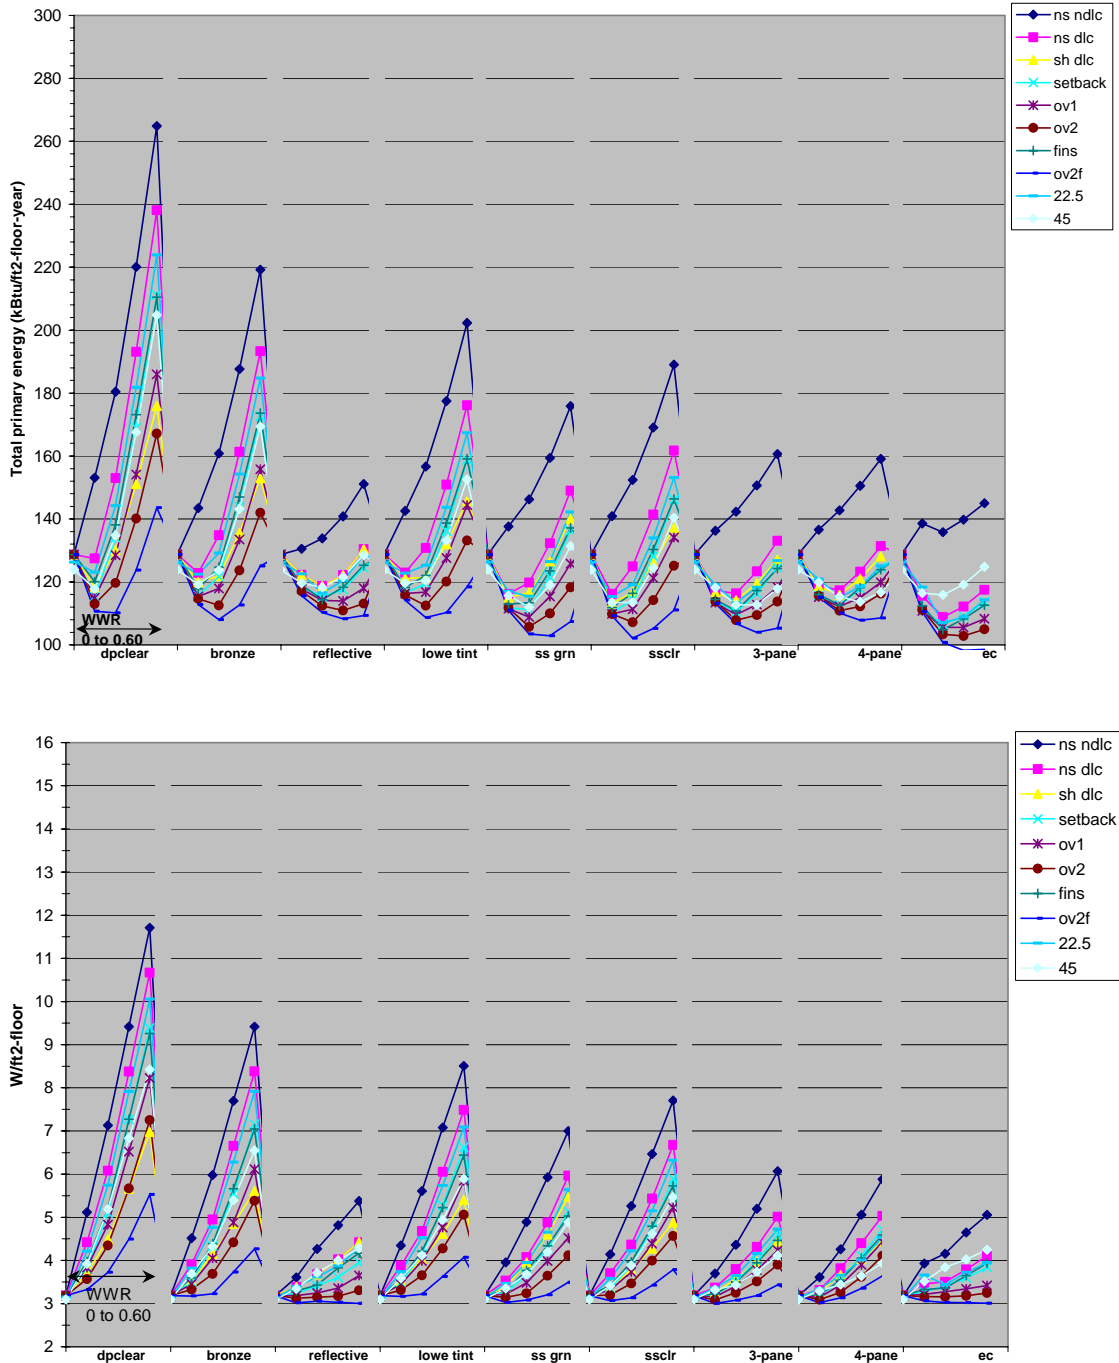 300
280
260
240
220
200
180
160
140
120
100
Total primary energy (kBtu/ft2-floor-year)
WWR
0 to 0.60
dpclear bronze reflective lowe tint ss grn ssclr 3-pane 4-pane ec
ns ndlc
ns dlc
sh dlc
setback
ov1
ov2
fins
ov2f
22.5
45
16
15
14
13
12
11
10
9
8
7
6
5
4
3
2
W/ft2-floor
WWR
0 to 0.60
dpclear bronze reflective lowe tint ss grn ssclr 3-pane 4-pane ec
ns ndlc
ns dlc
sh dlc
setback
ov1
ov2
fins
ov2f
22.5
45